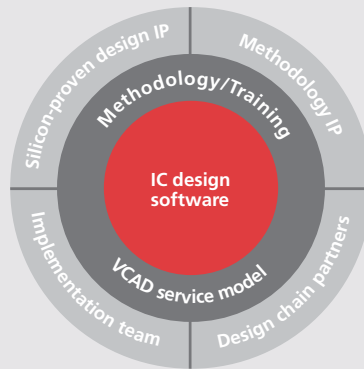 Silicon-proven design IP
Methodology IP
Methodology/Training
IC design
software
VCAD service model
Implementation team
Design chain partners